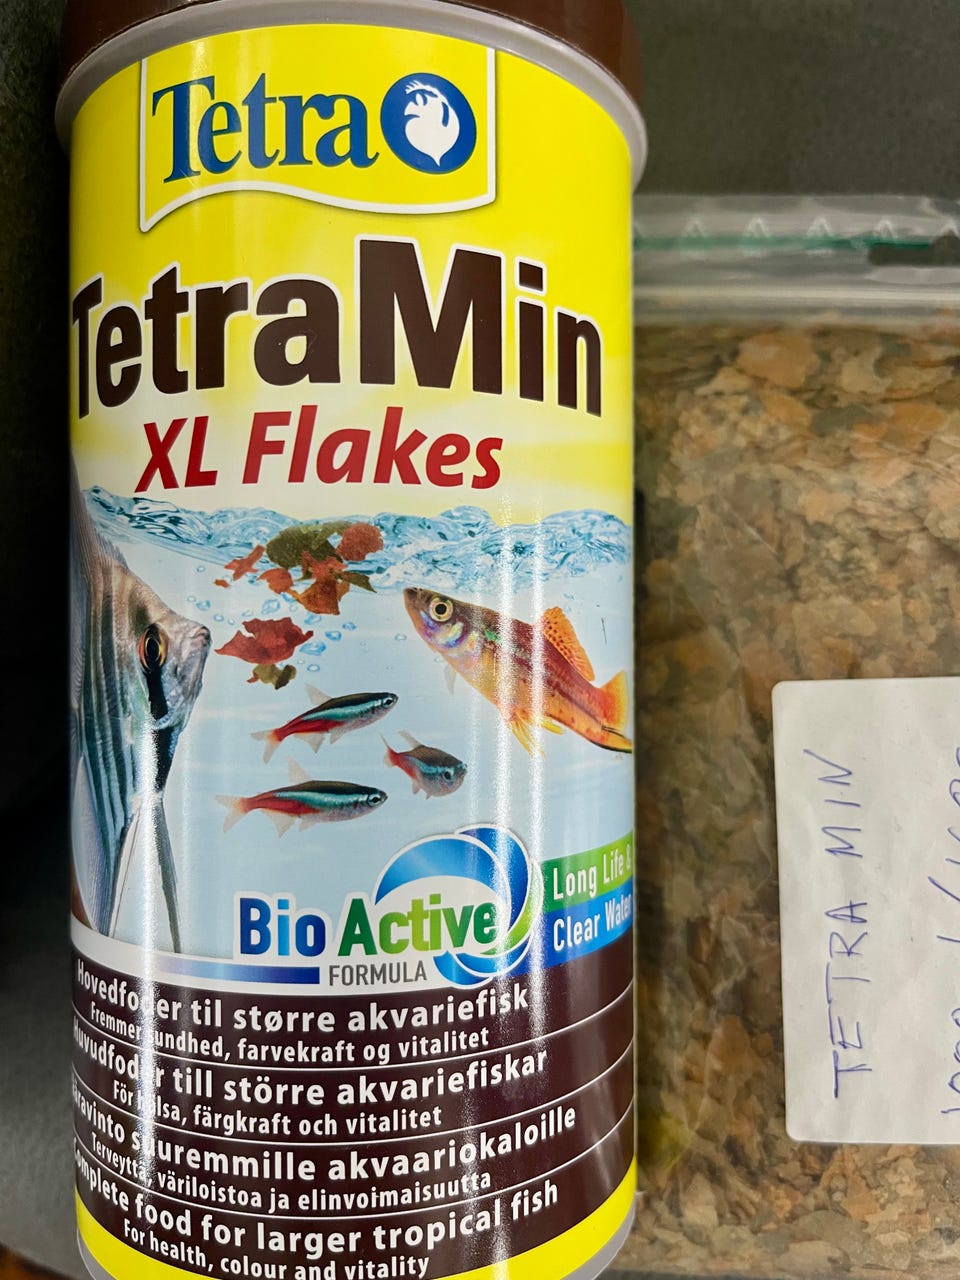 Tetra
TetraMin
XL Flakes
Bio Active
FORMULA
Long Life &
Clear Water
Hovedfoder til større akvariefisk
Fremmer sundhed, farvekraft og vitalitet
Huvudfoder till större akvariefiskar
För hälsa, färgkraft och vitalitet
suuremmille akvaariokaloille
Terveyttä, väriloistoa ja elinvoimaisuutta
Complete food for larger tropical fish
For health, colour and vitality
TETRA MIN